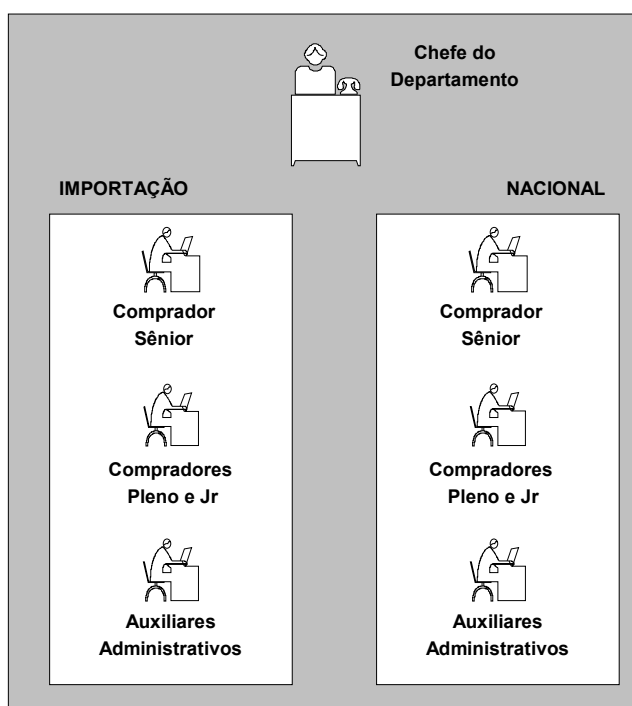 Chefe do
Departamento
IMPORTAÇÃO
NACIONAL
Comprador
Sênior
Compradores
Pleno e Jr
Auxiliares
Administrativos
Comprador
Sênior
Compradores
Pleno e Jr
Auxiliares
Administrativos